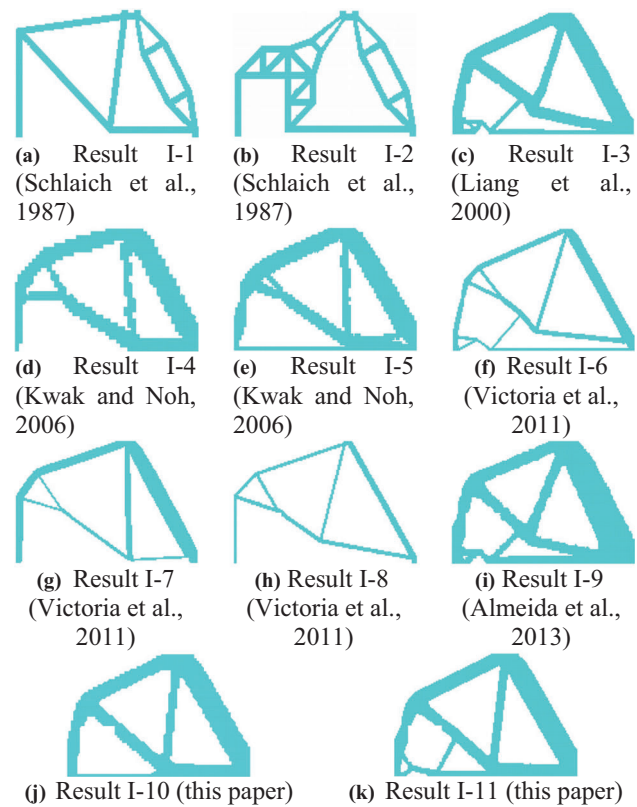 (a) Result I-1
(Schlaich et al.,
1987)
(b) Result I-2
(Schlaich et al.,
1987)
(c) Result I-3
(Liang et al.,
2000)
(d) Result I-4
(Kwak and Noh,
2006)
(e) Result I-5
(Kwak and Noh,
2006)
(f) Result I-6
(Victoria et al.,
2011)
(g) Result I-7
(Victoria et al.,
2011)
(h) Result I-8
(Victoria et al.,
2011)
(i) Result I-9
(Almeida et al.,
2013)
(j) Result I-10 (this paper)
(k) Result I-11 (this paper)